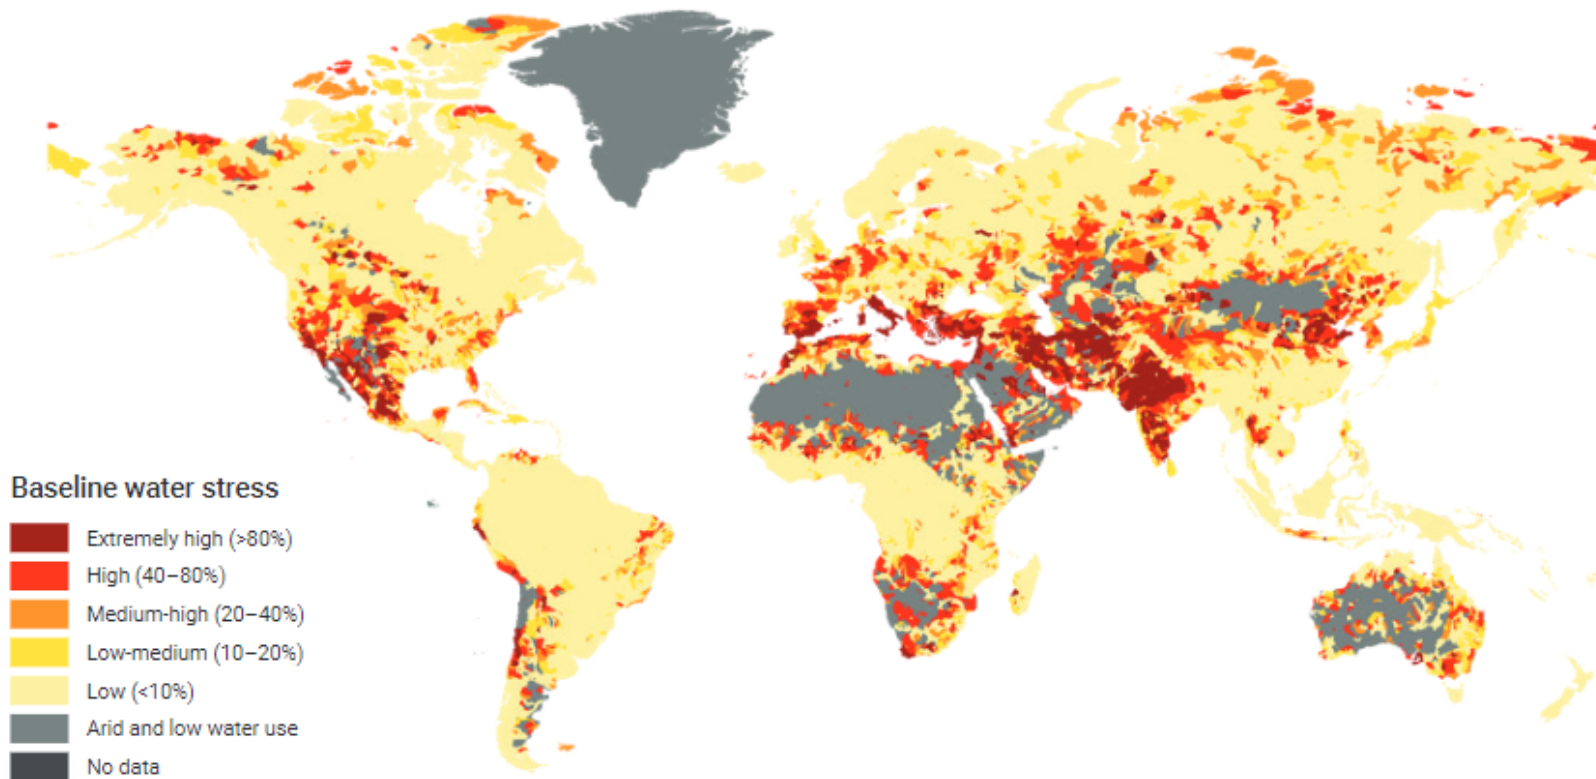 Baseline water stress
Extremely high (>80%)
High (40–80%)
Medium-high (20–40%)
Low-medium (10–20%)
Low (<10%)
Arid and low water use
No data